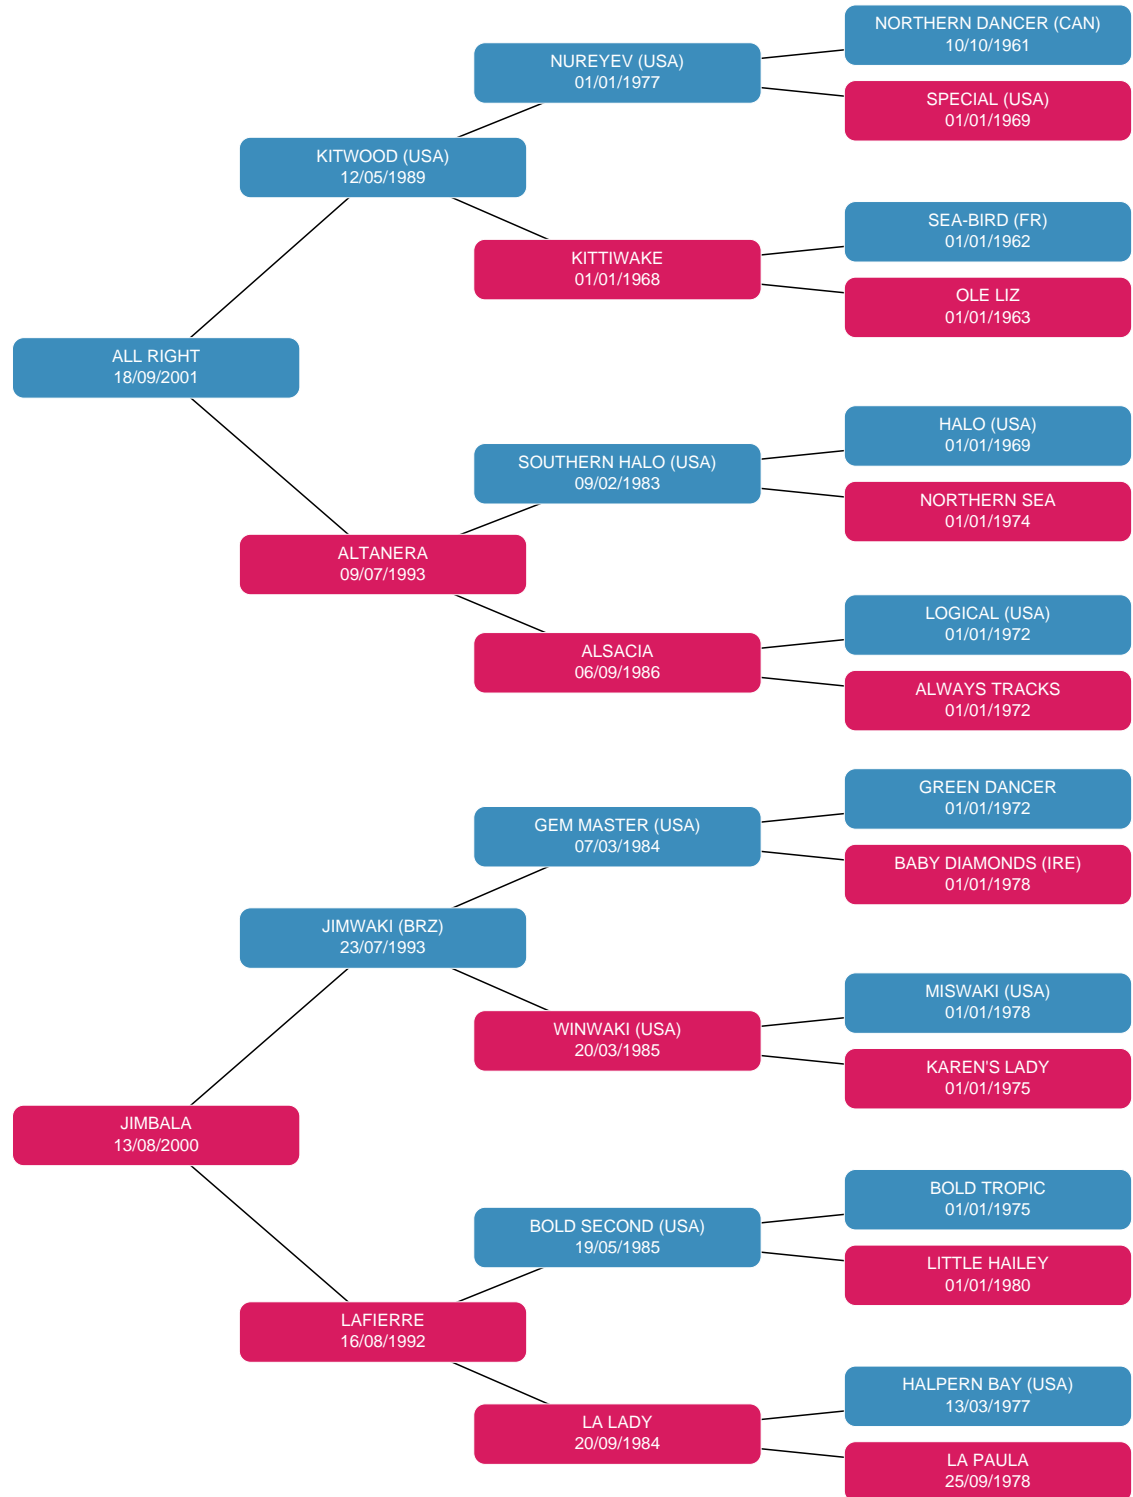 NORTHERN DANCER (CAN)
10/10/1961
NUREYEV (USA)
01/01/1977
SPECIAL (USA)
01/01/1969
KITWOOD (USA)
12/05/1989
SEA-BIRD (FR)
01/01/1962
KITTIWAKE
01/01/1968
OLE LIZ
01/01/1963
ALL RIGHT
18/09/2001
HALO (USA)
01/01/1969
SOUTHERN HALO (USA)
09/02/1983
NORTHERN SEA
01/01/1974
ALTANERA
09/07/1993
LOGICAL (USA)
01/01/1972
ALSACIA
06/09/1986
ALWAYS TRACKS
01/01/1972
GREEN DANCER
01/01/1972
GEM MASTER (USA)
07/03/1984
BABY DIAMONDS (IRE)
01/01/1978
JIMWAKI (BRZ)
23/07/1993
MISWAKI (USA)
01/01/1978
WINWAKI (USA)
20/03/1985
KAREN'S LADY
01/01/1975
JIMBALA
13/08/2000
BOLD TROPIC
01/01/1975
BOLD SECOND (USA)
19/05/1985
LITTLE HAILEY
01/01/1980
LAFIERRE
16/08/1992
HALPERN BAY (USA)
13/03/1977
LA LADY
20/09/1984
LA PAULA
25/09/1978